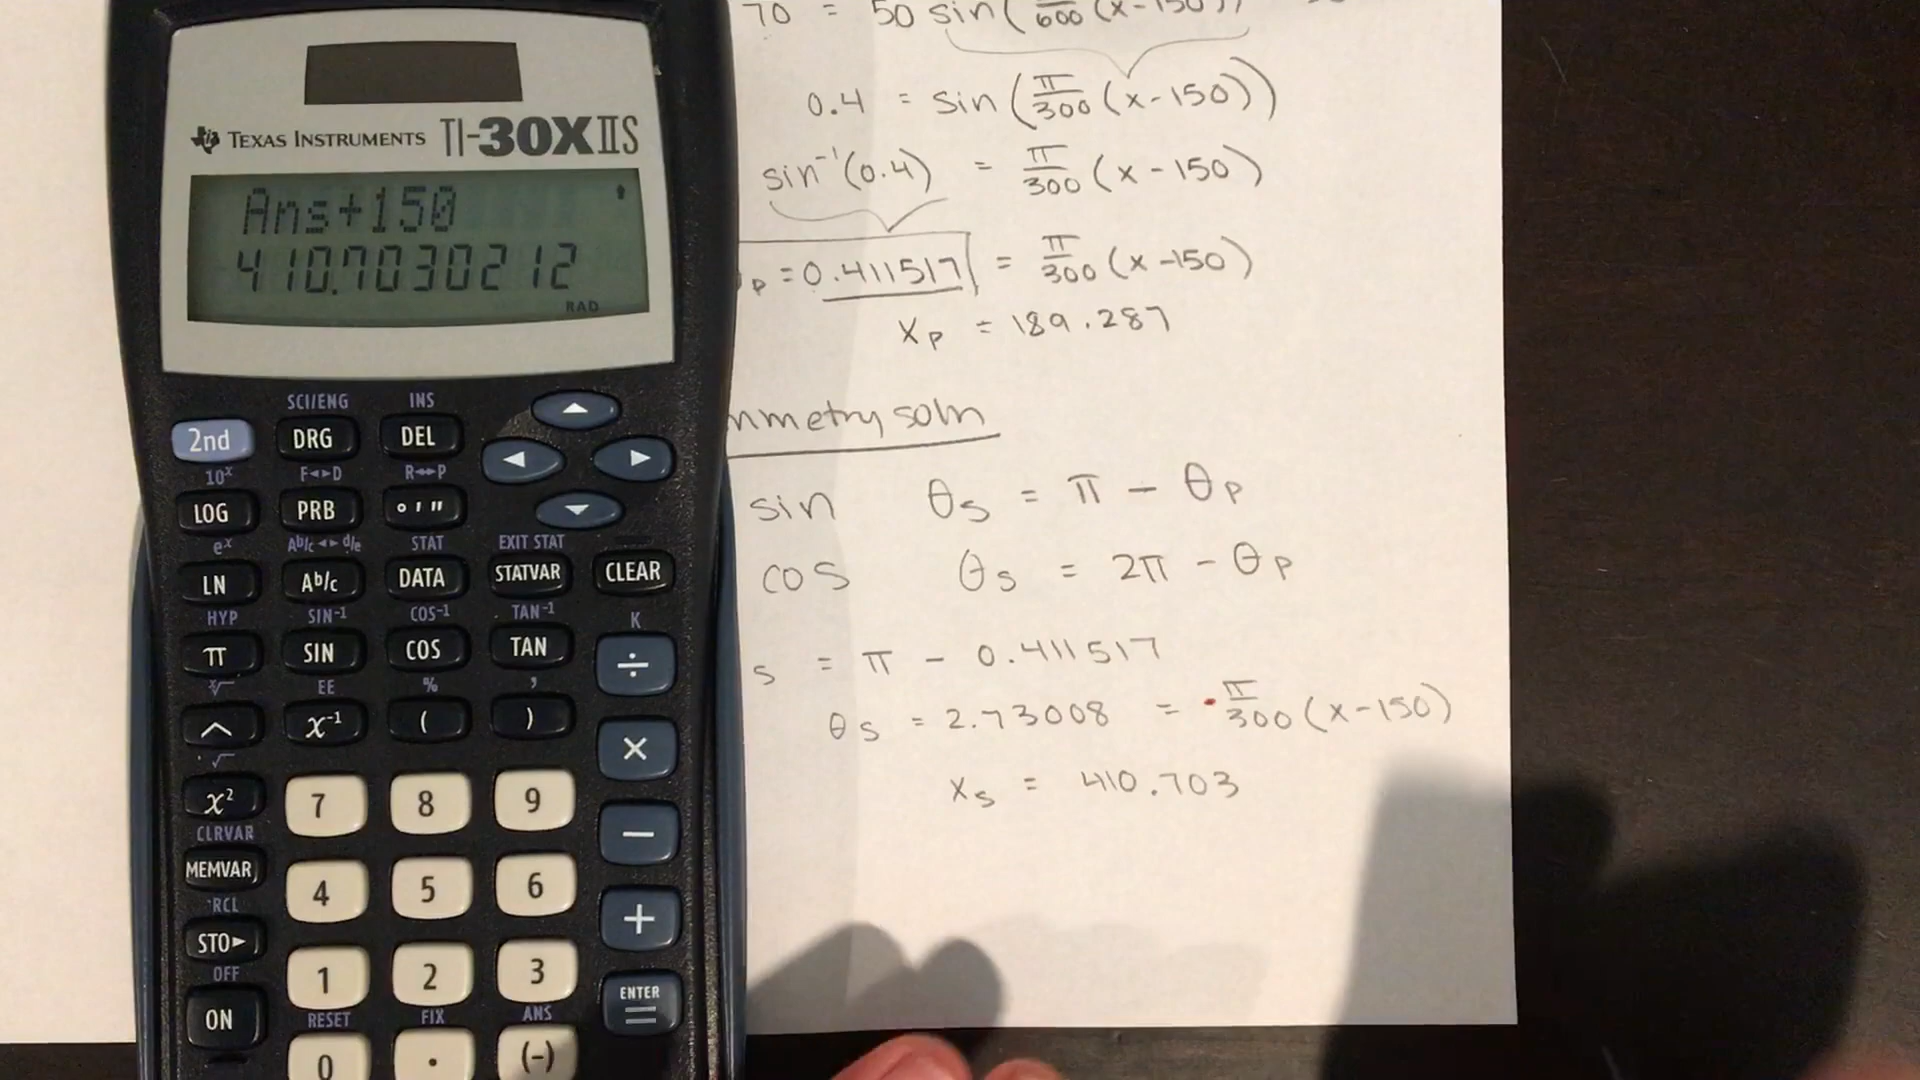 TEXAS INSTRUMENTS TI-30XIIS
Ans+150
410.7030212
RAD
SCI/ENG INS
2nd DRG DEL
10ˣ F◄►D R◄►P
LOG PRB ° ' "
eˣ Ab/c◄►d/e STAT EXIT STAT
LN Ab/c DATA STATVAR CLEAR
HYP SIN⁻¹ COS⁻¹ TAN⁻¹ K
π SIN COS TAN ÷
ˣ√ EE % ,
^ x⁻¹ ( ) ×
√
x² 7 8 9 −
CLRVAR
MEMVAR 4 5 6 +
RCL
STO► 1 2 3 ENTER =
OFF RESET FIX ANS
ON 0 . (-)
70 = 50 sin(π/600 (x-150))
0.4 = sin(π/300 (x-150))
sin⁻¹(0.4) = π/300 (x-150)
p = 0.411517 = π/300 (x-150)
xp = 189.287
mmetry soln
sin θs = π - θp
cos θs = 2π - θp
s = π - 0.411517
θs = 2.73008 = π/300 (x-150)
xs = 410.703